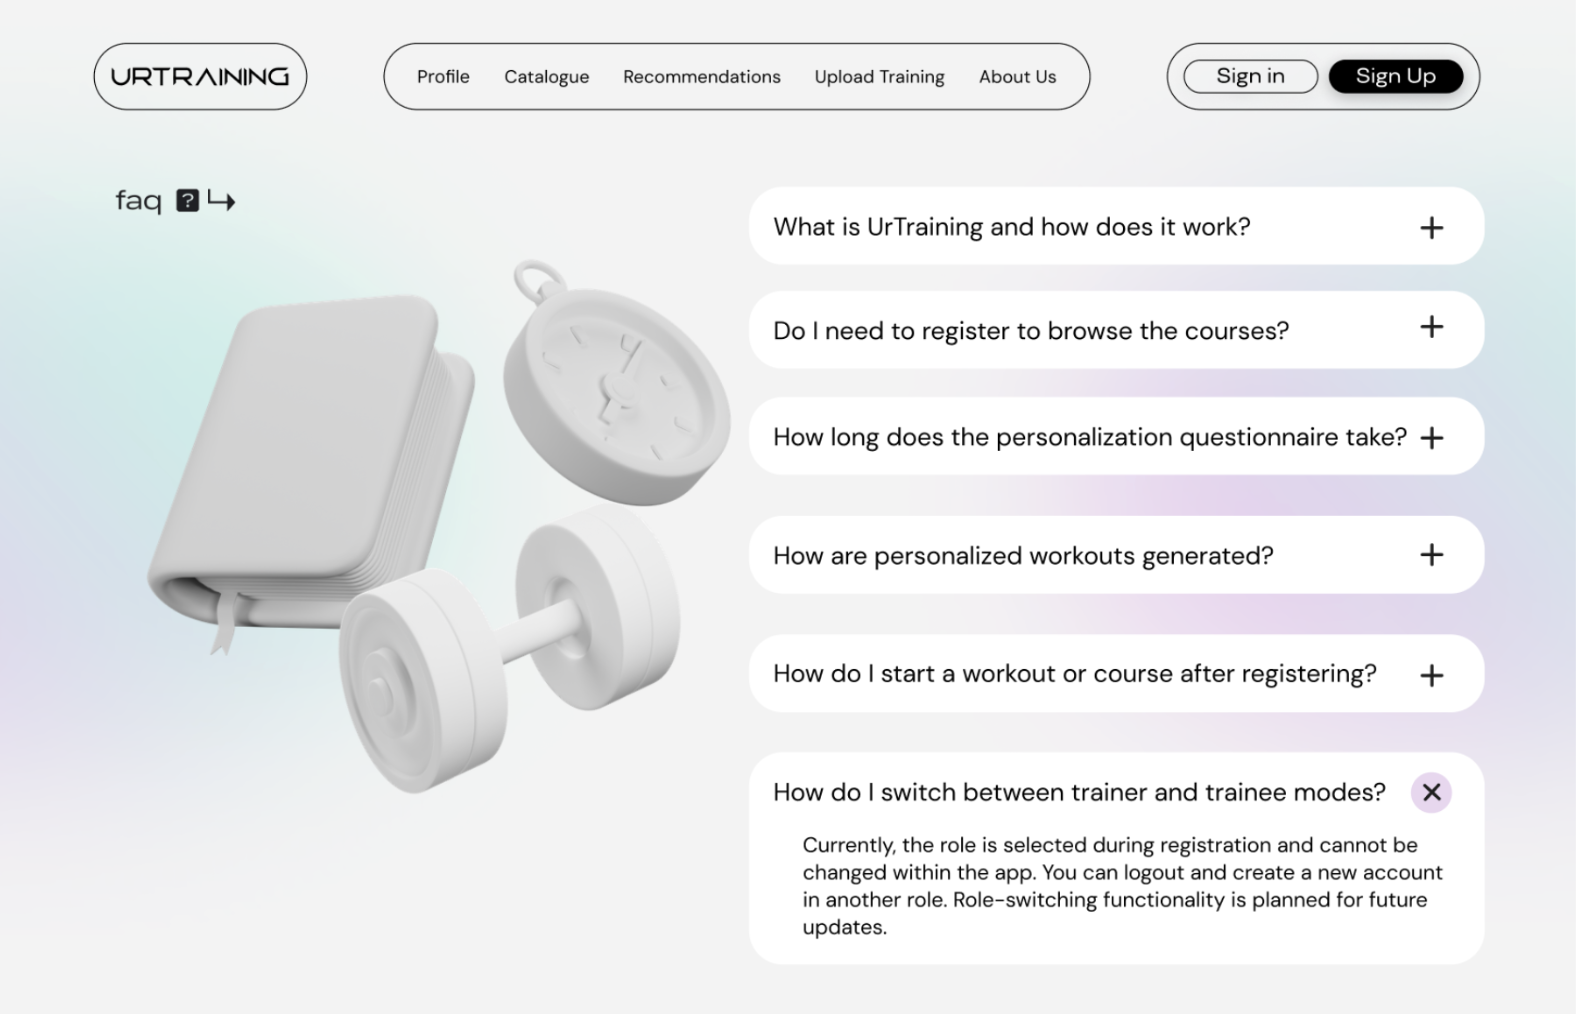 URTRAINING
Profile Catalogue Recommendations Upload Training About Us
Sign in Sign Up
faq ?
What is UrTraining and how does it work?
Do I need to register to browse the courses?
How long does the personalization questionnaire take?
How are personalized workouts generated?
How do I start a workout or course after registering?
How do I switch between trainer and trainee modes?
Currently, the role is selected during registration and cannot be
changed within the app. You can logout and create a new account
in another role. Role-switching functionality is planned for future
updates.